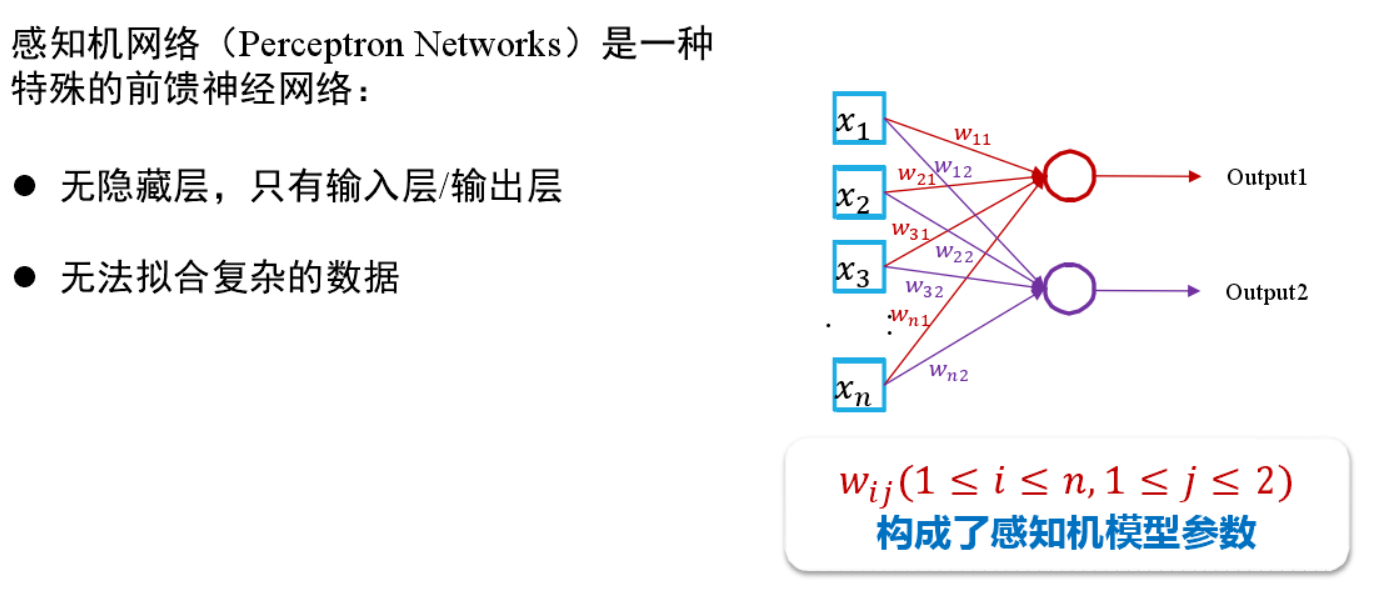 感知机网络（Perceptron Networks）是一种
特殊的前馈神经网络：
● 无隐藏层，只有输入层/输出层
● 无法拟合复杂的数据
x₁
w₁₁
w₁₂
w₂₁
x₂
Output1
w₃₁
w₂₂
x₃
w₃₂
Output2
wₙ₁
wₙ₂
xₙ
wᵢⱼ(1 ≤ i ≤ n, 1 ≤ j ≤ 2)
构成了感知机模型参数